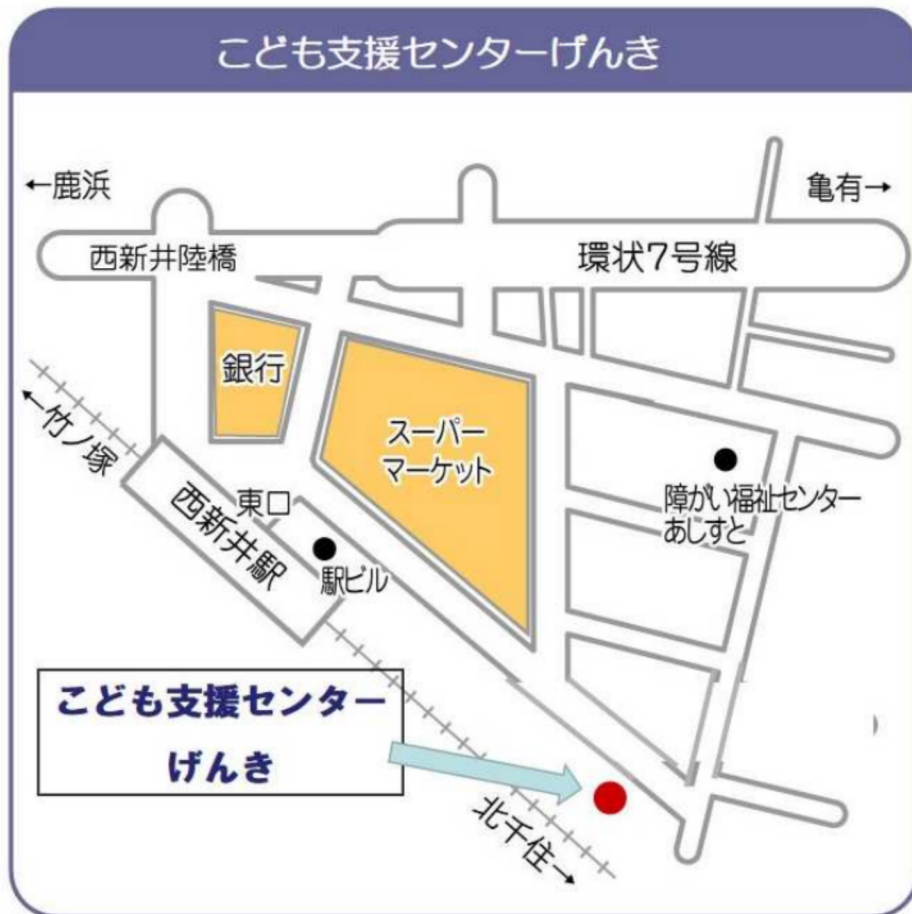 こども支援センターげんき
←鹿浜
亀有→
西新井陸橋
環状7号線
銀行
スーパー
マーケット
←竹ノ塚
東口
西新井駅
駅ビル
障がい福祉センター
あしすと
こども支援センター
げんき
北千住→